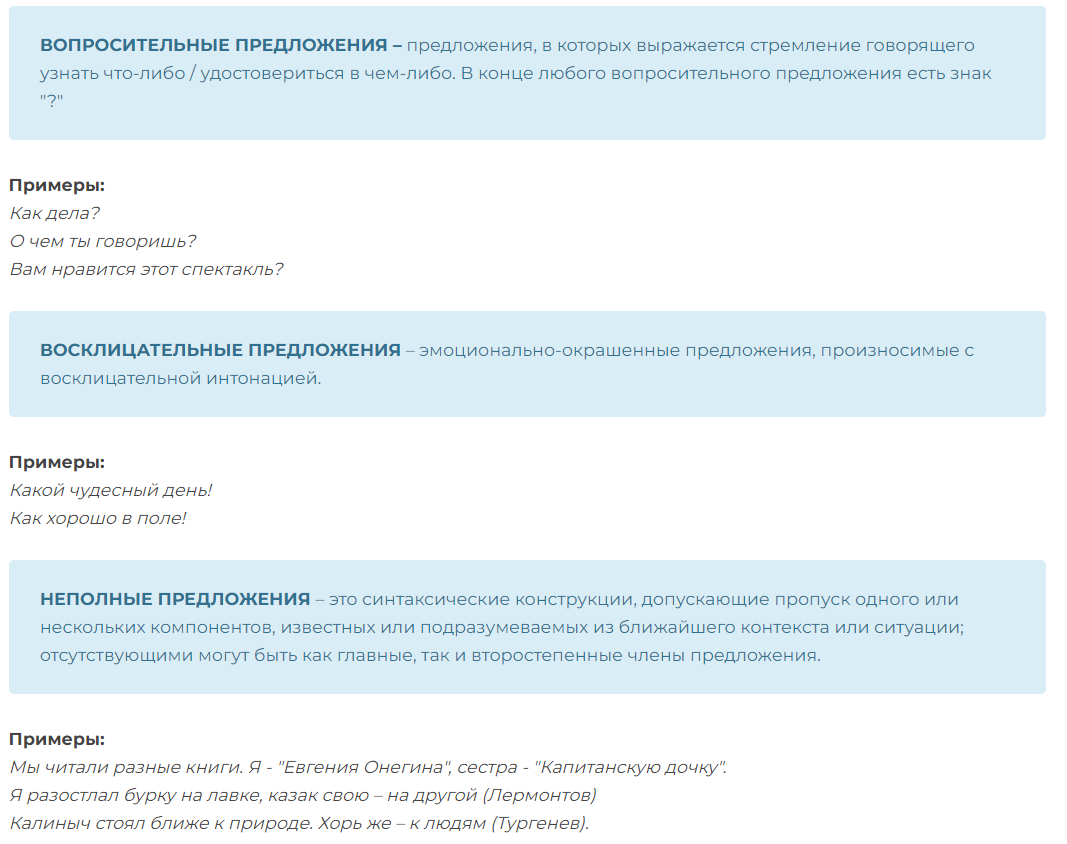 ВОПРОСИТЕЛЬНЫЕ ПРЕДЛОЖЕНИЯ – предложения, в которых выражается стремление говорящего
узнать что-либо / удостовериться в чем-либо. В конце любого вопросительного предложения есть знак
"?"
Примеры:
Как дела?
О чем ты говоришь?
Вам нравится этот спектакль?
ВОСКЛИЦАТЕЛЬНЫЕ ПРЕДЛОЖЕНИЯ – эмоционально-окрашенные предложения, произносимые с
восклицательной интонацией.
Примеры:
Какой чудесный день!
Как хорошо в поле!
НЕПОЛНЫЕ ПРЕДЛОЖЕНИЯ – это синтаксические конструкции, допускающие пропуск одного или
нескольких компонентов, известных или подразумеваемых из ближайшего контекста или ситуации;
отсутствующими могут быть как главные, так и второстепенные члены предложения.
Примеры:
Мы читали разные книги. Я - "Евгения Онегина", сестра - "Капитанскую дочку".
Я разостлал бурку на лавке, казак свою – на другой (Лермонтов)
Калиныч стоял ближе к природе. Хорь же – к людям (Тургенев).